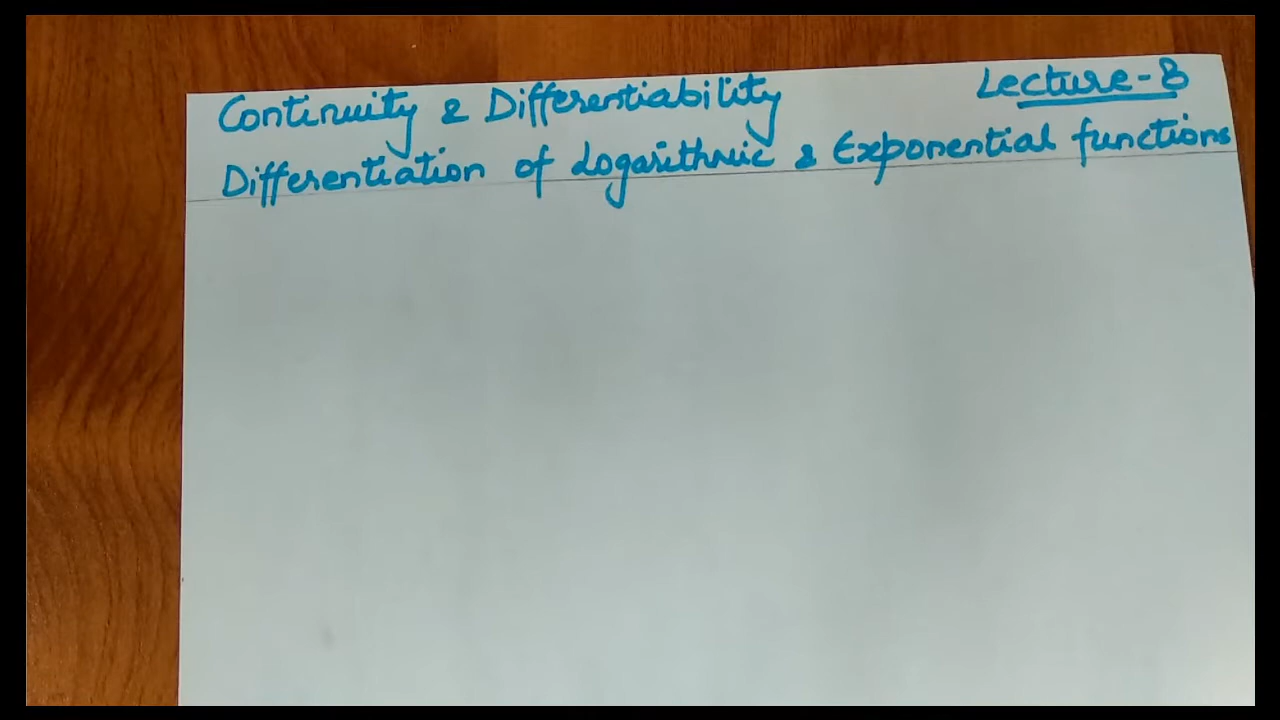 Continuity & Differentiability Lecture-8
Differentiation of Logarithmic & Exponential functions